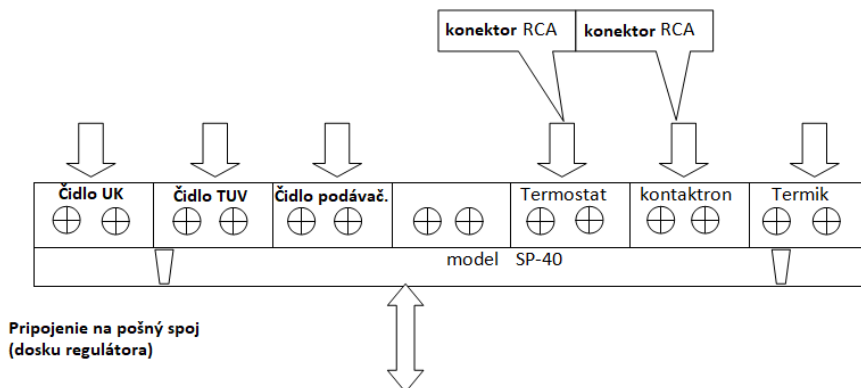 konektor RCA
konektor RCA
Čidlo UK
Čidlo TUV
Čidlo podávač.
Termostat
kontaktron
Termik
model SP-40
Pripojenie na pošný spoj
(dosku regulátora)